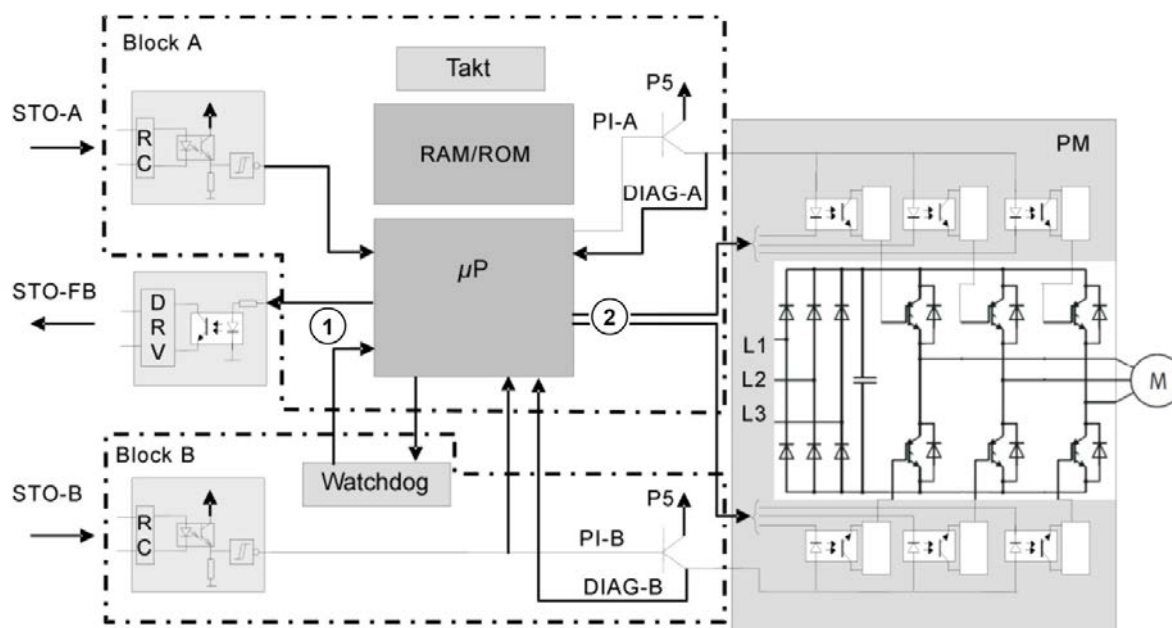 Block A
Takt
P5
STO-A
PI-A
PM
R
C
RAM/ROM
DIAG-A
µP
STO-FB
D
R
V
1
2
L1
L2
L3
M
Block B
Watchdog
STO-B
P5
R
C
PI-B
DIAG-B